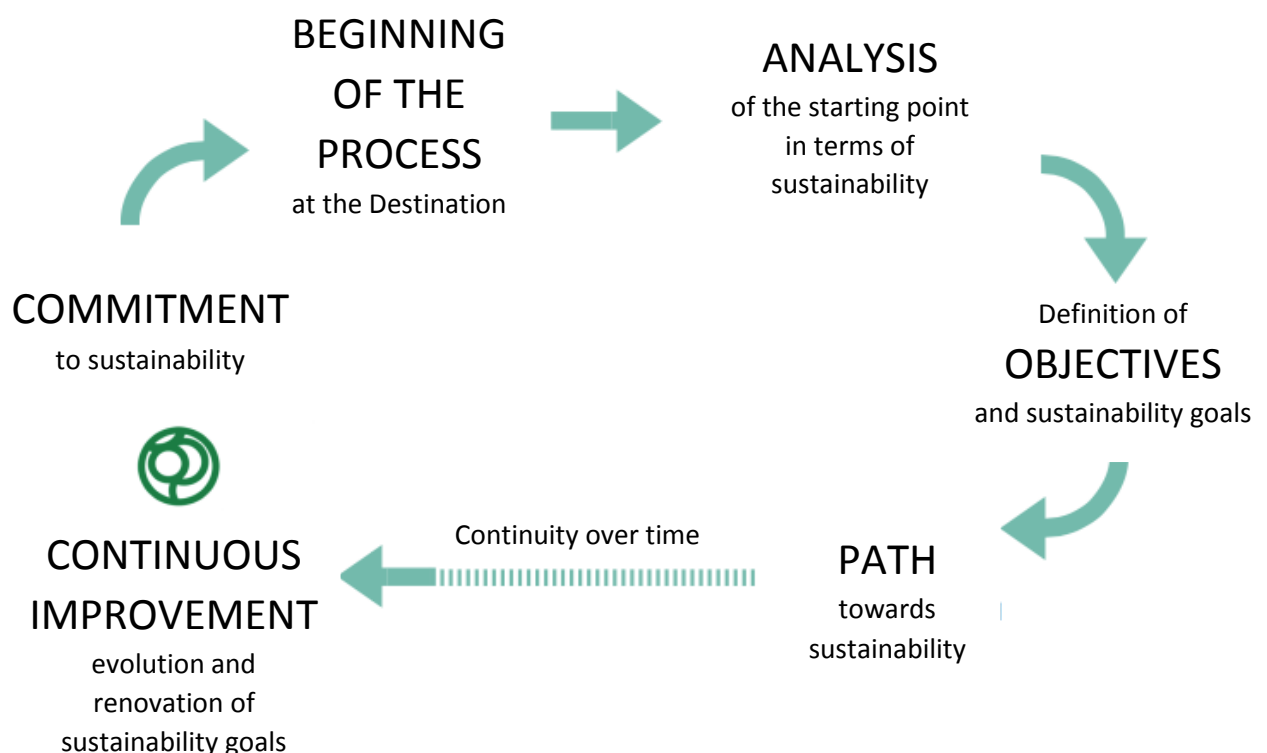 BEGINNING
OF THE
PROCESS
at the Destination
ANALYSIS
of the starting point
in terms of
sustainability
COMMITMENT
to sustainability
Definition of
OBJECTIVES
and sustainability goals
Continuity over time
PATH
towards
sustainability
CONTINUOUS
IMPROVEMENT
evolution and
renovation of
sustainability goals